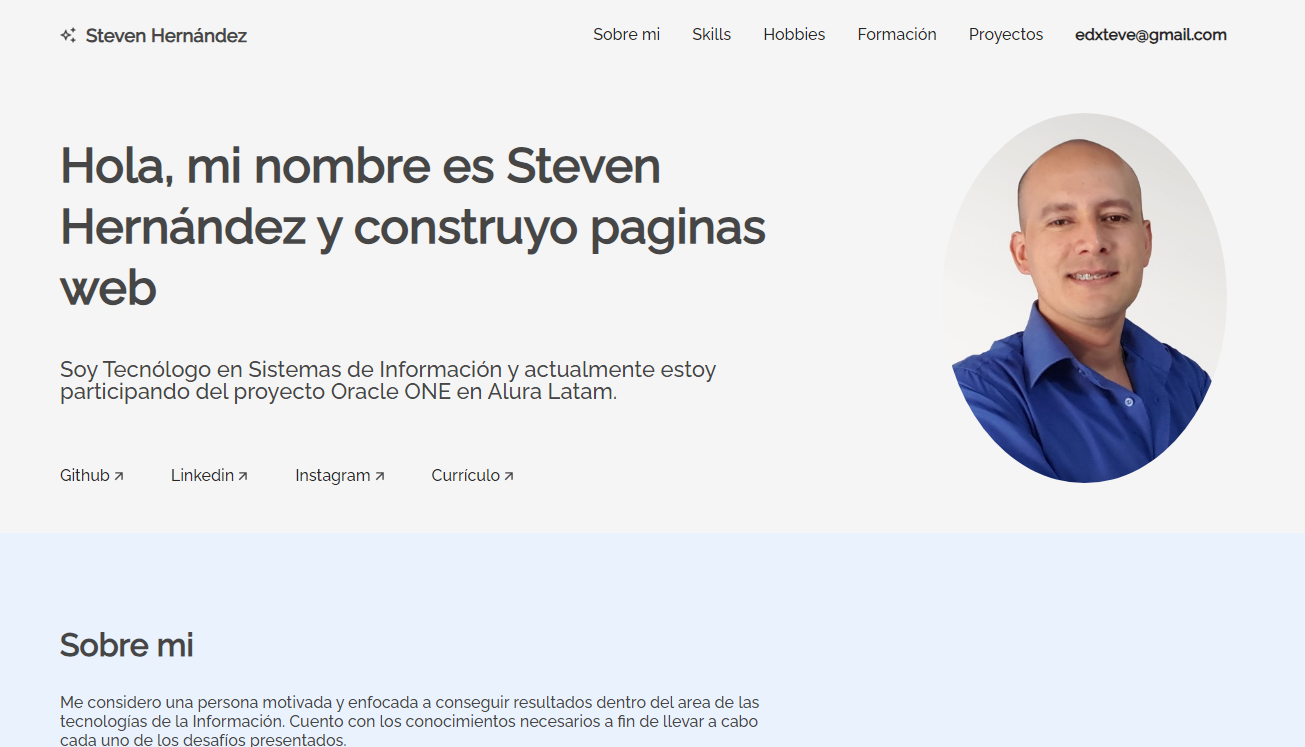 Steven Hernández
Sobre mi
Skills
Hobbies
Formación
Proyectos
edxteve@gmail.com
Hola, mi nombre es Steven
Hernández y construyo paginas
web
Soy Tecnólogo en Sistemas de Información y actualmente estoy
participando del proyecto Oracle ONE en Alura Latam.
Github
Linkedin
Instagram
Currículo
Sobre mi
Me considero una persona motivada y enfocada a conseguir resultados dentro del area de las
tecnologías de la Información. Cuento con los conocimientos necesarios a fin de llevar a cabo
cada uno de los desafíos presentados.